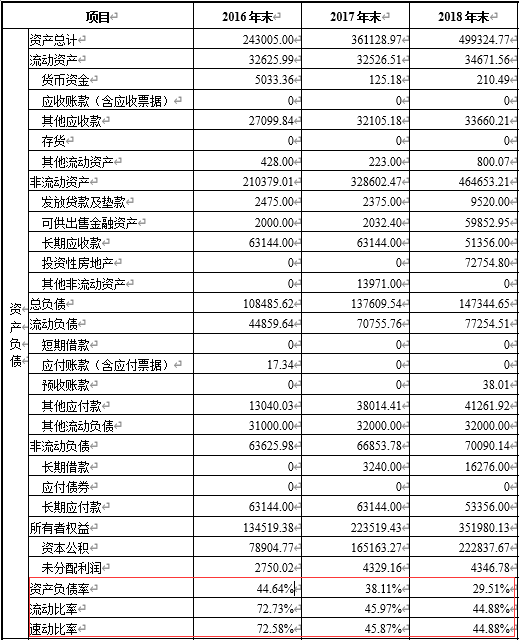 项目 2016 年末 2017 年末 2018 年末
资产负债
资产总计 243005.00 361128.97 499324.77
流动资产 32625.99 32526.51 34671.56
货币资金 5033.36 125.18 210.49
应收账款（含应收票据） 0 0 0
其他应收款 27099.84 32105.18 33660.21
存货 0 0 0
其他流动资产 428.00 223.00 800.07
非流动资产 210379.01 328602.47 464653.21
发放贷款及垫款 2475.00 2375.00 9520.00
可供出售金融资产 2000.00 2032.40 59852.95
长期应收款 63144.00 63144.00 51356.00
投资性房地产 0 0 72754.80
其他非流动资产 0 13971.00 0
总负债 108485.62 137609.54 147344.65
流动负债 44859.64 70755.76 77254.51
短期借款 0 0 0
应付账款（含应付票据） 17.34 0 0
预收账款 0 0 38.01
其他应付款 13040.03 38014.41 41261.92
其他流动负债 31000.00 32000.00 32000.00
非流动负债 63625.98 66853.78 70090.14
长期借款 0 3240.00 16276.00
应付债券 0 0 0
长期应付款 63144.00 63144.00 53356.00
所有者权益 134519.38 223519.43 351980.13
资本公积 78904.77 165163.27 222837.67
未分配利润 2750.02 4329.16 4346.78
资产负债率 44.64% 38.11% 29.51%
流动比率 72.73% 45.97% 44.88%
速动比率 72.58% 45.87% 44.88%